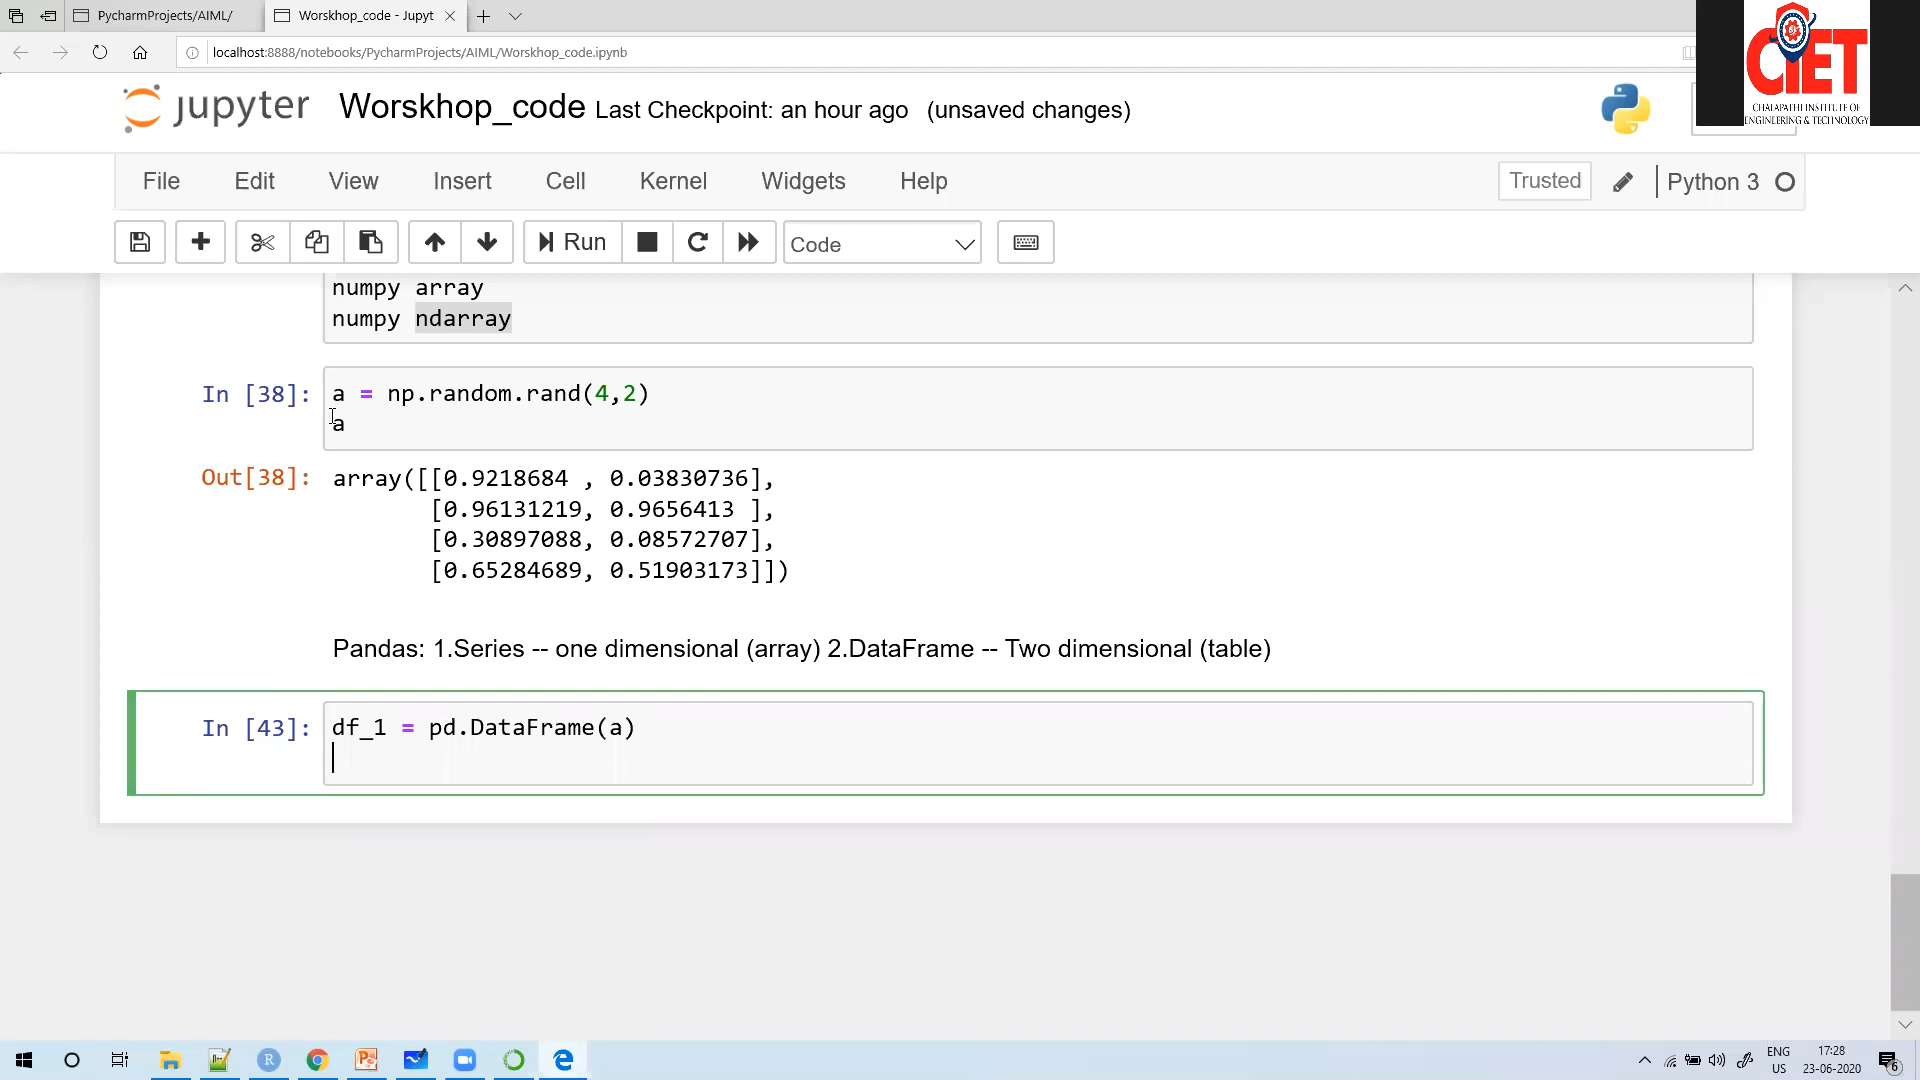 PycharmProjects/AIML/
Worskhop_code - Jupyt
localhost:8888/notebooks/PycharmProjects/AIML/Worskhop_code.ipynb
CIET
CHALAPATHI INSTITUTE OF
ENGINEERING & TECHNOLOGY
jupyter Worskhop_code Last Checkpoint: an hour ago (unsaved changes)
File Edit View Insert Cell Kernel Widgets Help Trusted Python 3
Run Code
numpy array
numpy ndarray
In [38]: a = np.random.rand(4,2)
a
Out[38]: array([[0.9218684 , 0.03830736],
[0.96131219, 0.9656413 ],
[0.30897088, 0.08572707],
[0.65284689, 0.51903173]])
Pandas: 1.Series -- one dimensional (array) 2.DataFrame -- Two dimensional (table)
In [43]: df_1 = pd.DataFrame(a)
ENG
US
17:28
23-06-2020
6